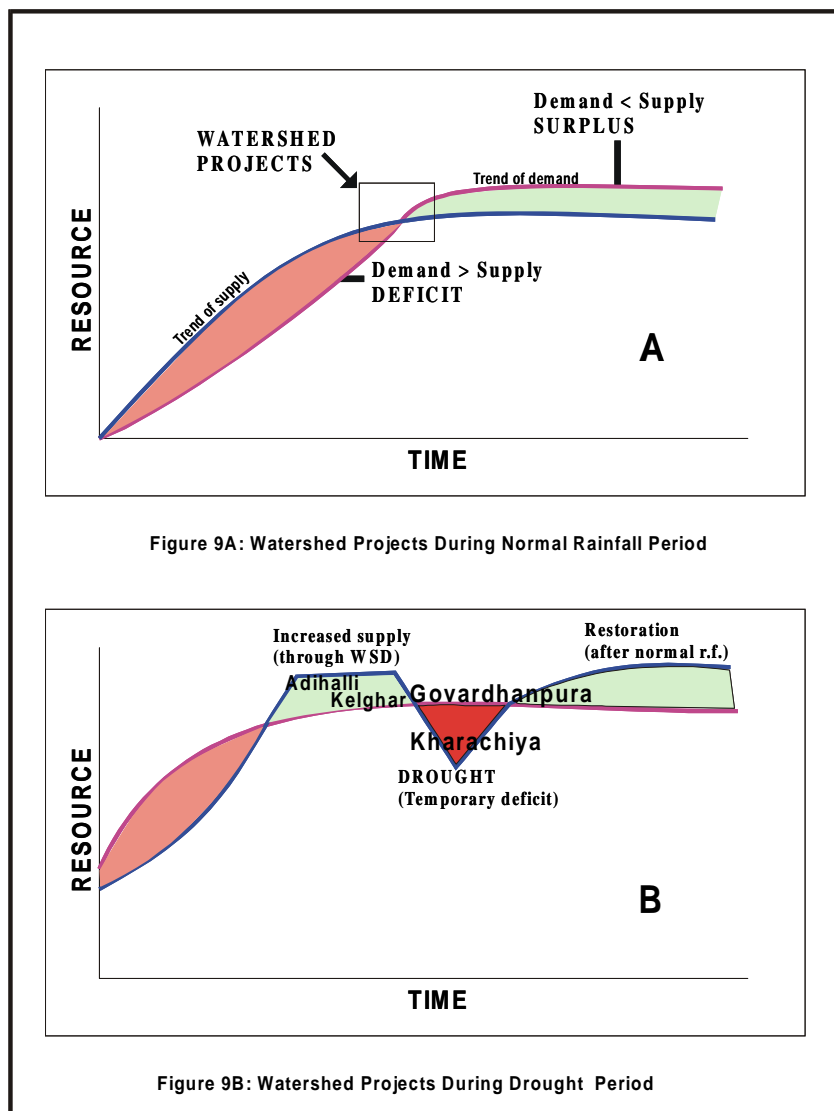 Demand < Supply
SURPLUS
WATERSHED
PROJECTS
Trend of demand
Trend of supply
Demand > Supply
DEFICIT
RESOURCE
A
TIME
Figure 9A: Watershed Projects During Normal Rainfall Period
Increased supply
(through WSD)
Restoration
(after normal r.f.)
Adihalli
Kelghar
Govardhanpura
Kharachiya
DROUGHT
(Temporary deficit)
RESOURCE
B
TIME
Figure 9B: Watershed Projects During Drought Period